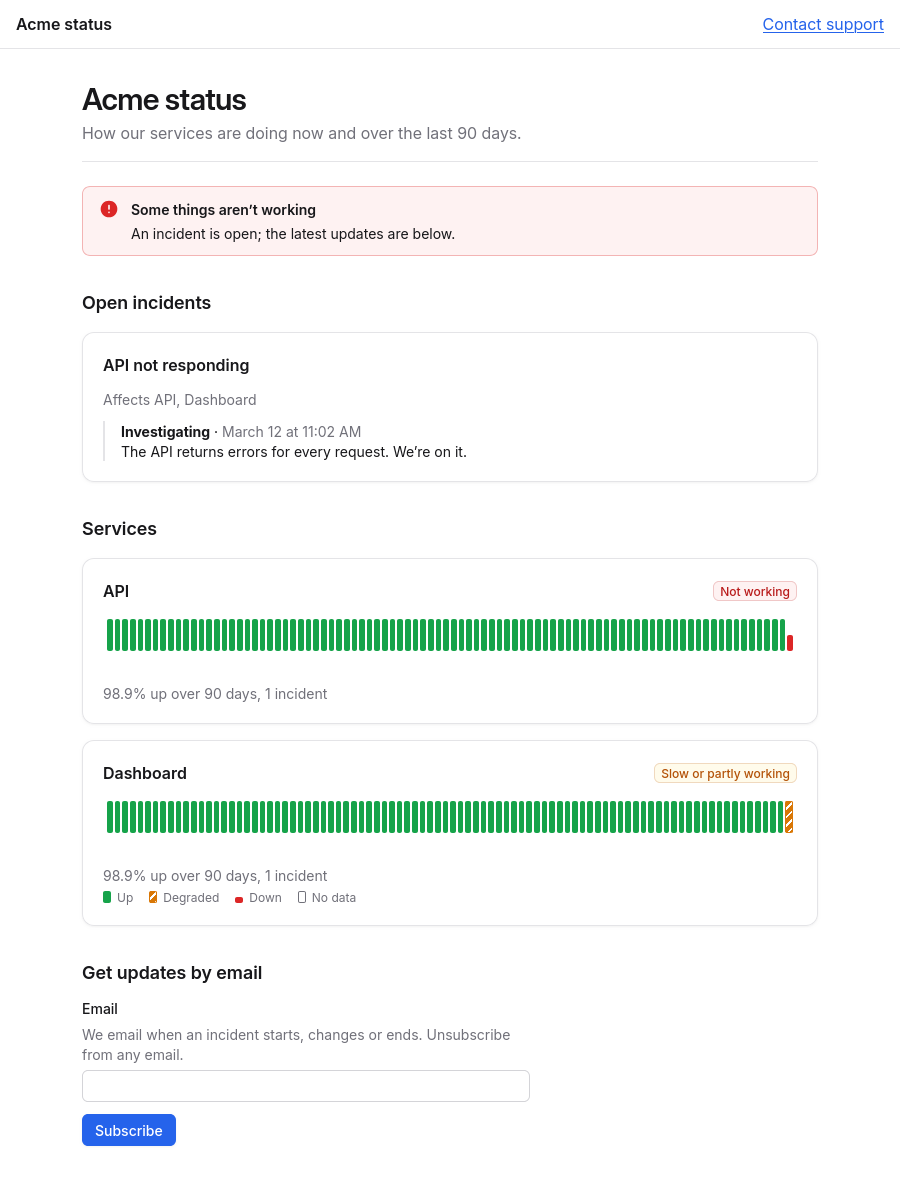 Acme status
Contact support
Acme status
How our services are doing now and over the last 90 days.
Some things aren’t working
An incident is open; the latest updates are below.
Open incidents
API not responding
Affects API, Dashboard
Investigating · March 12 at 11:02 AM
The API returns errors for every request. We’re on it.
Services
API
Not working
98.9% up over 90 days, 1 incident
Dashboard
Slow or partly working
98.9% up over 90 days, 1 incident
Up Degraded Down No data
Get updates by email
Email
We email when an incident starts, changes or ends. Unsubscribe
from any email.
Subscribe